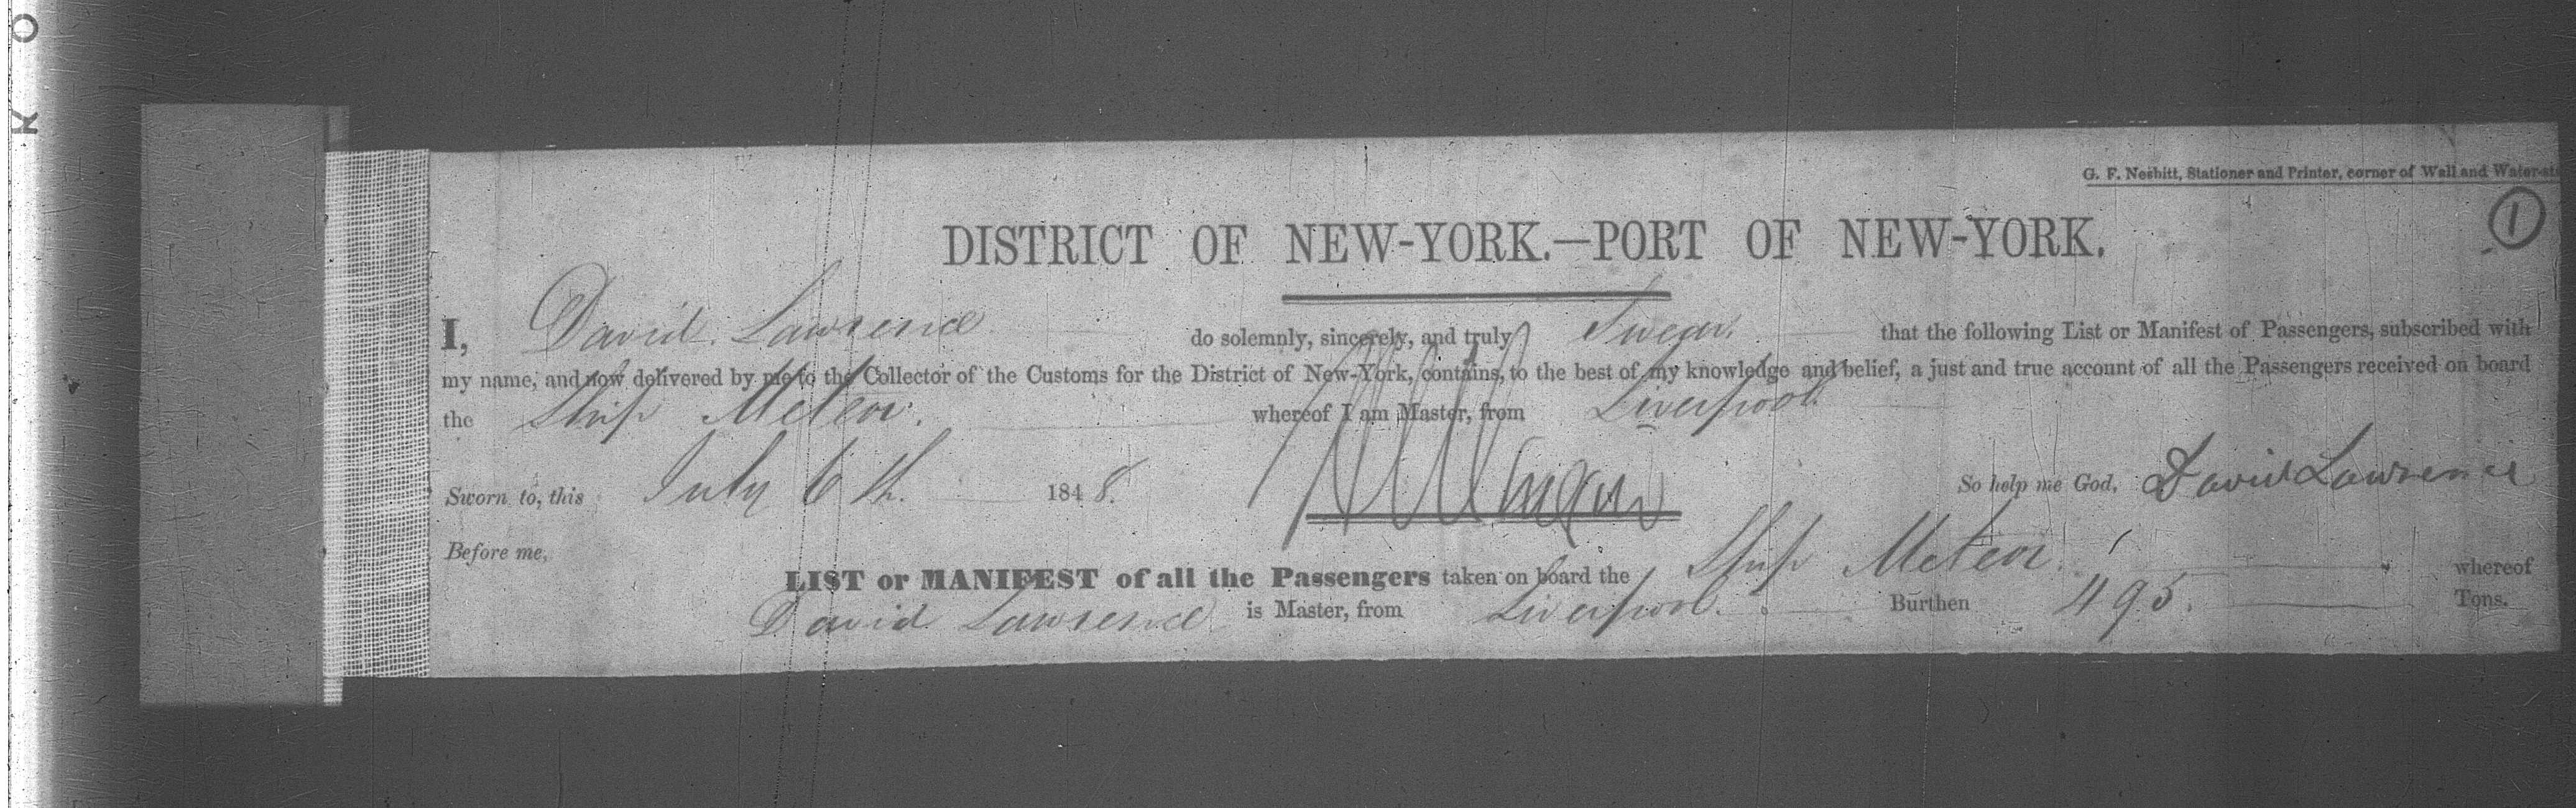 G. F. Nesbitt, Stationer and Printer, corner of Wall and Water-sts
1
DISTRICT OF NEW-YORK.—PORT OF NEW-YORK.
I, David Lawrence do solemnly, sincerely, and truly Swear that the following List or Manifest of Passengers, subscribed with
my name, and now delivered by me to the Collector of the Customs for the District of New-York, contains, to the best of my knowledge and belief, a just and true account of all the Passengers received on board
the Ship Meteor. whereof I am Master, from Liverpool
Sworn to, this July 6th. 1848. So help me God, David Lawrence
Before me,
LIST or MANIFEST of all the Passengers taken on board the Ship Meteor. whereof
David Lawrence is Master, from Liverpool. Burthen 495. Tons.
K O